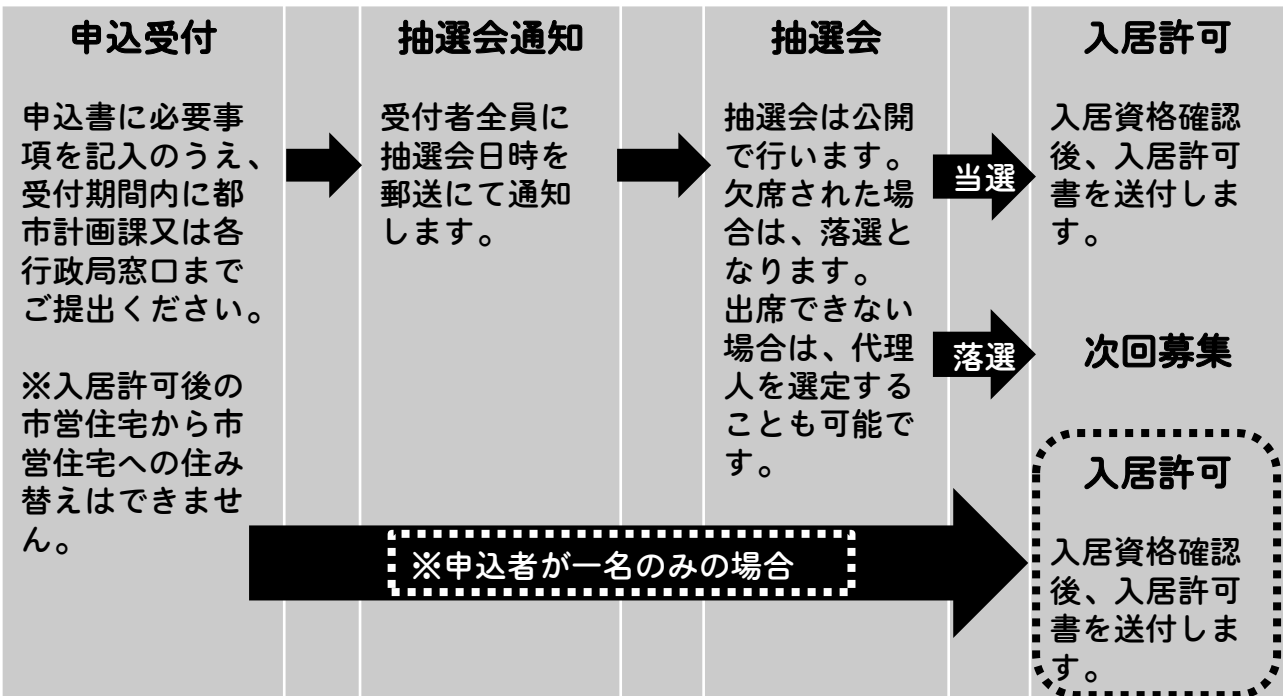 申込受付
申込書に必要事
項を記入のうえ、
受付期間内に都
市計画課又は各
行政局窓口まで
ご提出ください。
※入居許可後の
市営住宅から市
営住宅への住み
替えはできませ
ん。
抽選会通知
受付者全員に
抽選会日時を
郵送にて通知
します。
抽選会
抽選会は公開
で行います。
欠席された場
合は、落選と
なります。
出席できない
場合は、代理
人を選定する
ことも可能で
す。
当選
入居許可
入居資格確認
後、入居許可
書を送付しま
す。
落選
次回募集
※申込者が一名のみの場合
入居許可
入居資格確認
後、入居許可
書を送付しま
す。